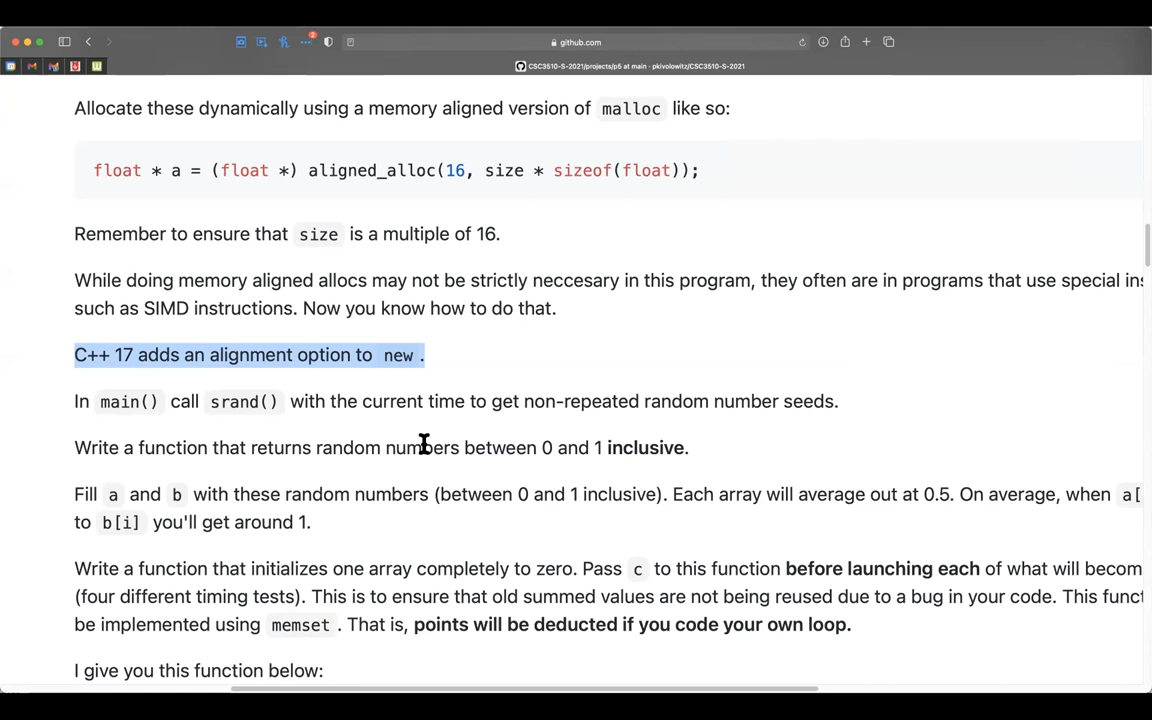 github.com
CSC3510-S-2021/projects/p5 at main · pkivolowitz/CSC3510-S-2021
Allocate these dynamically using a memory aligned version of malloc like so:
float * a = (float *) aligned_alloc(16, size * sizeof(float));
Remember to ensure that size is a multiple of 16.
While doing memory aligned allocs may not be strictly neccesary in this program, they often are in programs that use special ins
such as SIMD instructions. Now you know how to do that.
C++ 17 adds an alignment option to new .
In main() call srand() with the current time to get non-repeated random number seeds.
Write a function that returns random numbers between 0 and 1 inclusive.
Fill a and b with these random numbers (between 0 and 1 inclusive). Each array will average out at 0.5. On average, when a[
to b[i] you'll get around 1.
Write a function that initializes one array completely to zero. Pass c to this function before launching each of what will becom
(four different timing tests). This is to ensure that old summed values are not being reused due to a bug in your code. This funct
be implemented using memset . That is, points will be deducted if you code your own loop.
I give you this function below: